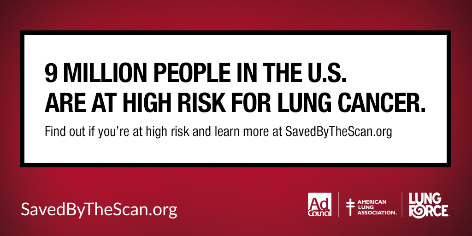 9 MILLION PEOPLE IN THE U.S.
ARE AT HIGH RISK FOR LUNG CANCER.
Find out if you're at high risk and learn more at SavedByTheScan.org
SavedByTheScan.org
Ad
Council
AMERICAN
LUNG
ASSOCIATION.
LUNG
FORCE